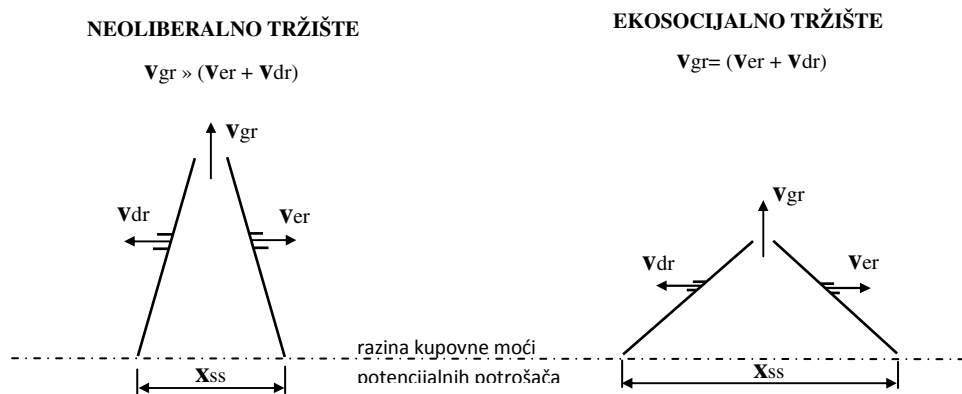 NEOLIBERALNO TRŽIŠTE
vgr » (ver + vdr)
vgr
vdr
ver
xss
razina kupovne moći
potencijalnih potrošača
EKOSOCIJALNO TRŽIŠTE
vgr= (ver + vdr)
vgr
vdr
ver
xss